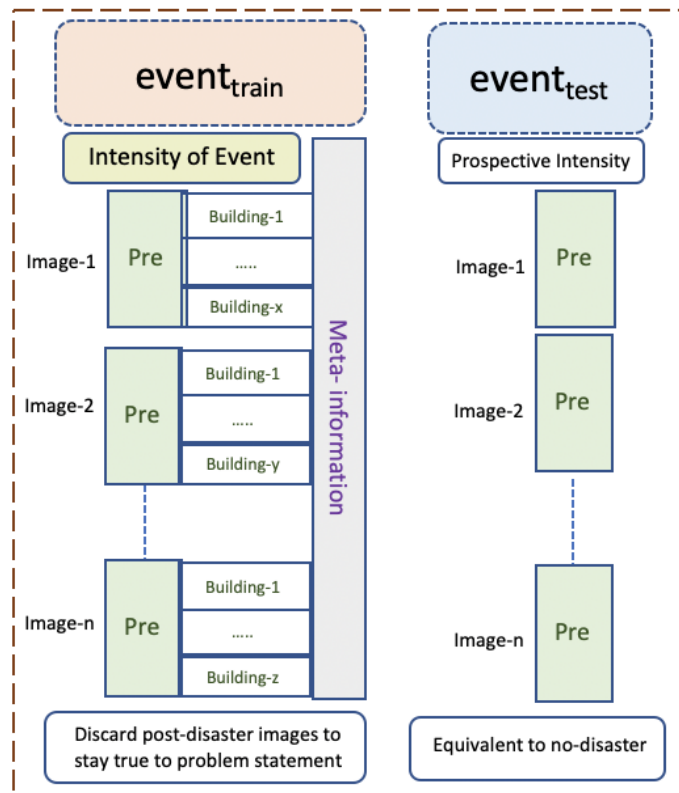 event_train
Intensity of Event
Image-1
Pre
Building-1
.....
Building-x
Image-2
Pre
Building-1
.....
Building-y
Image-n
Pre
Building-1
.....
Building-z
Meta- information
Discard post-disaster images to
stay true to problem statement
event_test
Prospective Intensity
Image-1
Pre
Image-2
Pre
Image-n
Pre
Equivalent to no-disaster